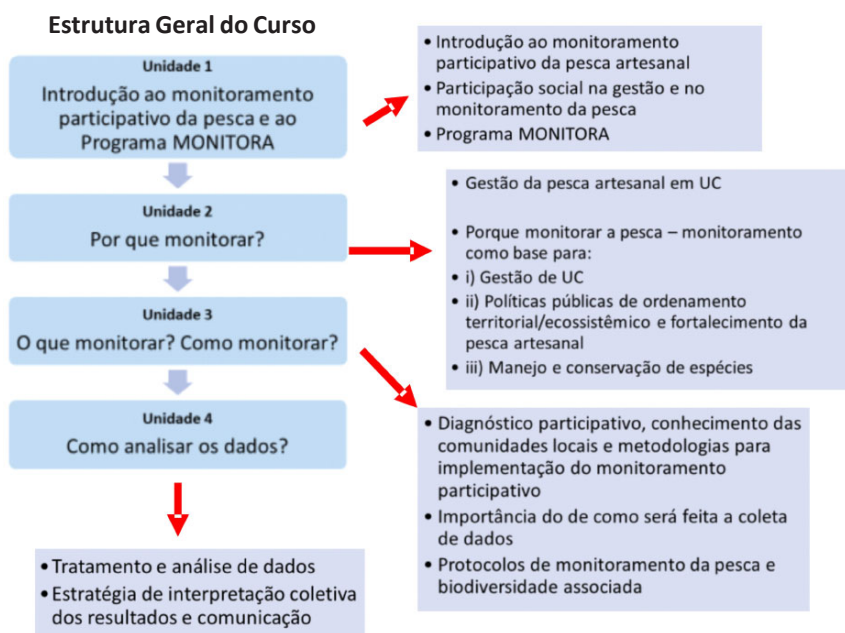 Estrutura Geral do Curso
Unidade 1
Introdução ao monitoramento
participativo da pesca e ao
Programa MONITORA
• Introdução ao monitoramento
participativo da pesca artesanal
• Participação social na gestão e no
monitoramento da pesca
• Programa MONITORA
Unidade 2
Por que monitorar?
• Gestão da pesca artesanal em UC
• Porque monitorar a pesca – monitoramento
como base para:
• i) Gestão de UC
• ii) Políticas públicas de ordenamento
territorial/ecossistêmico e fortalecimento da
pesca artesanal
• iii) Manejo e conservação de espécies
Unidade 3
O que monitorar? Como monitorar?
• Diagnóstico participativo, conhecimento das
comunidades locais e metodologias para
implementação do monitoramento
participativo
• Importância do de como será feita a coleta
de dados
• Protocolos de monitoramento da pesca e
biodiversidade associada
Unidade 4
Como analisar os dados?
• Tratamento e análise de dados
• Estratégia de interpretação coletiva
dos resultados e comunicação